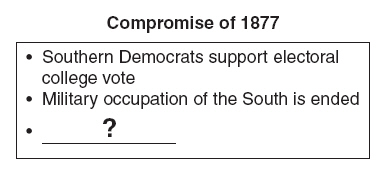 Compromise of 1877
• Southern Democrats support electoral
college vote
• Military occupation of the South is ended
• ?